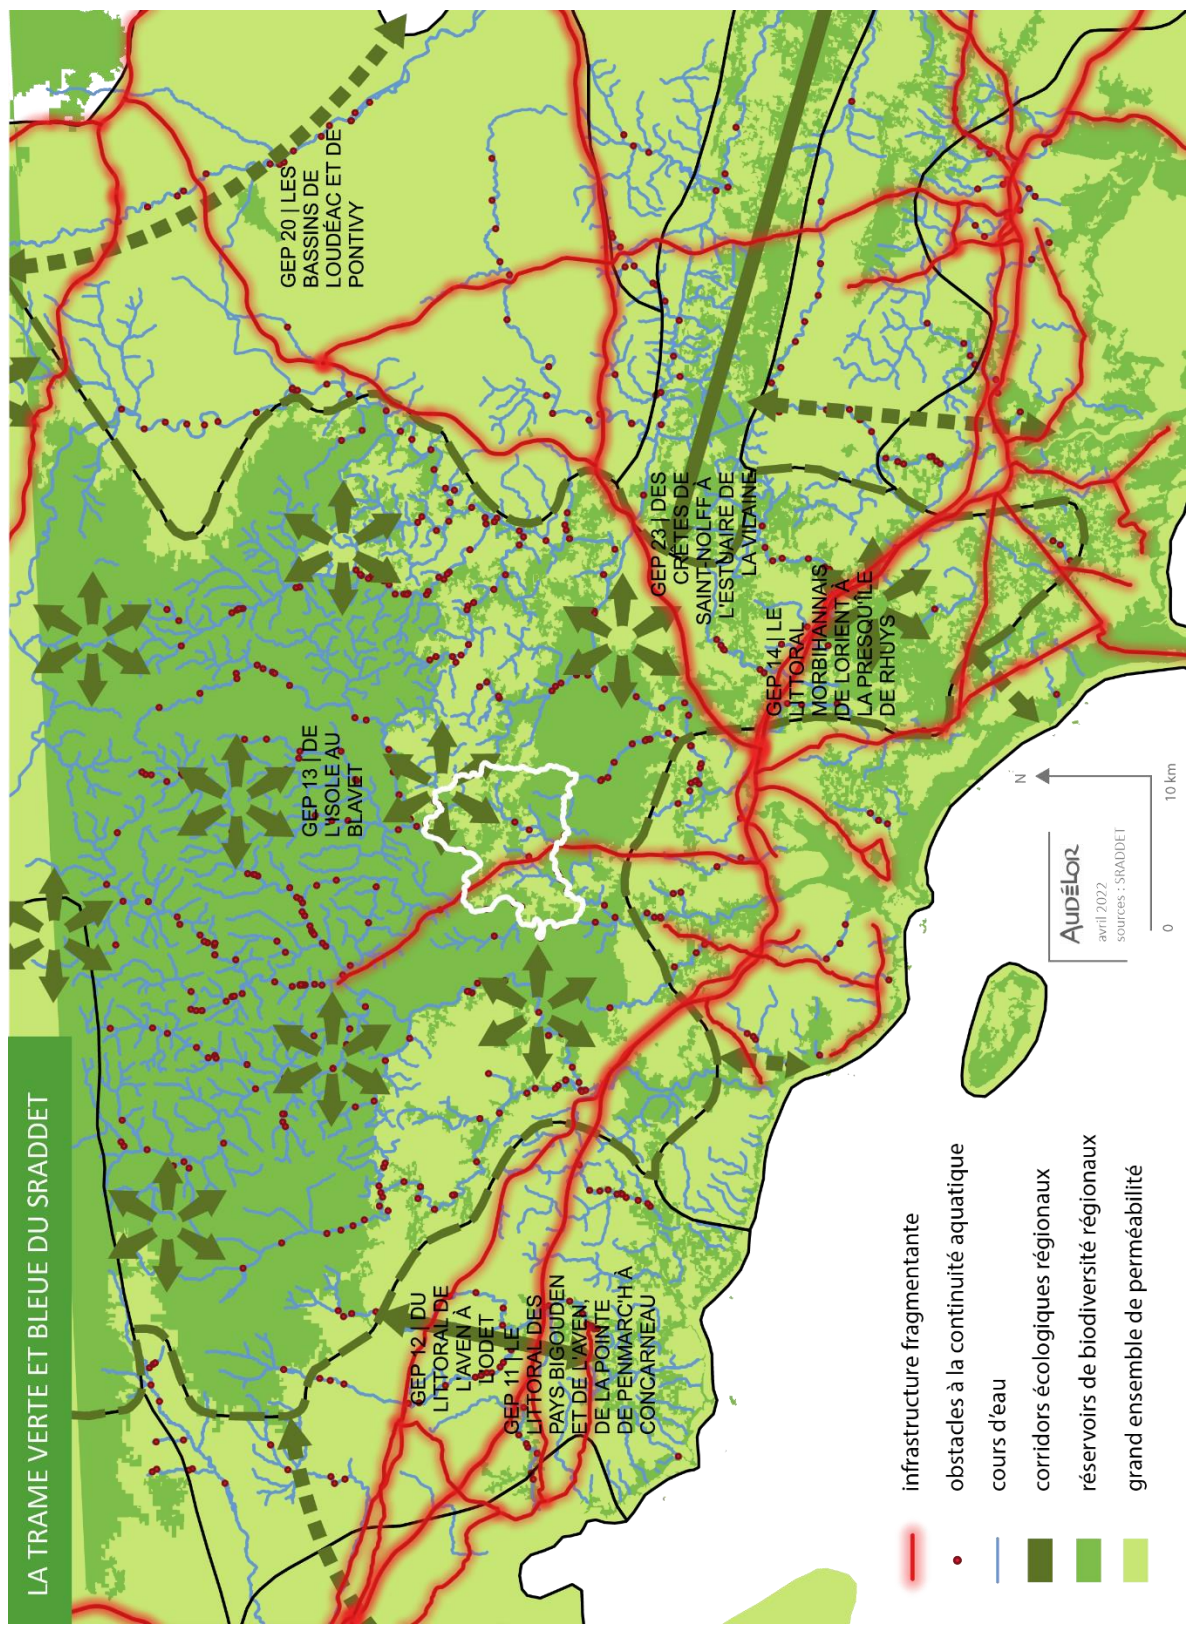 LA TRAME VERTE ET BLEUE DU SRADDET
GEP 20 | LES
BASSINS DE
LOUDÉAC ET DE
PONTIVY
GEP 13 | DE
L'ISOLE AU
BLAVET
GEP 23 | DES
CRÊTES DE
SAINT-NOLFF À
L'ESTUAIRE DE
LA VILAINE
GEP 14 | LE
LITTORAL
MORBIHANNAIS
DE LORIENT À
LA PRESQU'ÎLE
DE RHUYS
GEP 12 | DU
LITTORAL DE
L'AVEN À
L'ODET
GEP 11 | LE
LITTORAL DES
PAYS BIGOUDEN
ET DE L'AVEN,
DE LA POINTE
DE PENMARC'H À
CONCARNEAU
infrastructure fragmentante
obstacles à la continuité aquatique
cours d'eau
corridors écologiques régionaux
réservoirs de biodiversité régionaux
grand ensemble de perméabilité
AUDÉLOR
avril 2022
sources : SRADDET
N
0 10 km